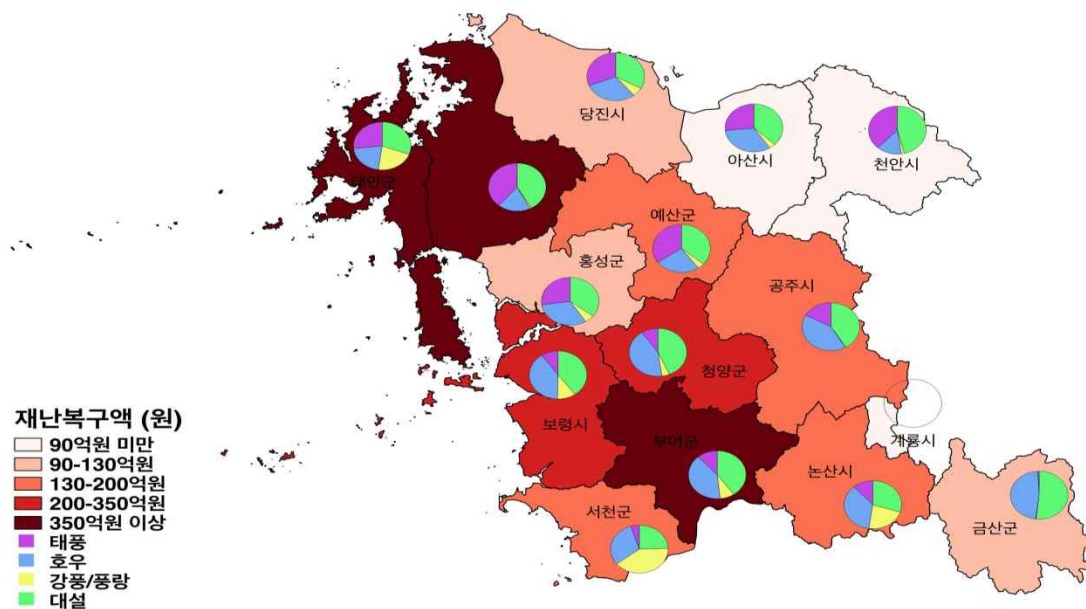 당진시
아산시
천안시
태안군
예산군
홍성군
공주시
청양군
보령시
부여군
계룡시
논산시
서천군
금산군
재난복구액 (원)
90억원 미만
90-130억원
130-200억원
200-350억원
350억원 이상
태풍
호우
강풍/풍랑
대설